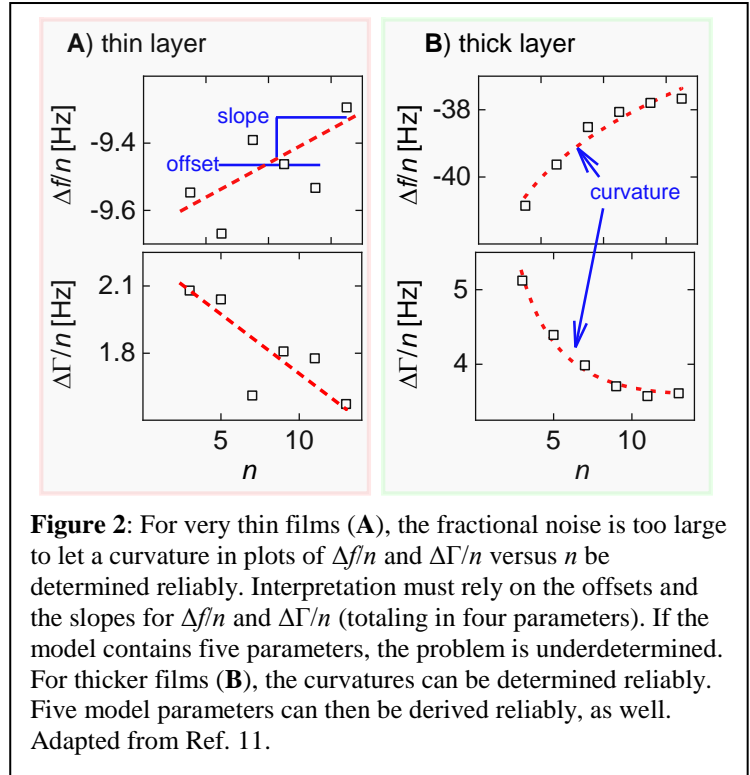 A) thin layer
B) thick layer
Δf/n [Hz]
-9.4
-9.6
slope
offset
Δf/n [Hz]
-38
-40
curvature
ΔΓ/n [Hz]
2.1
1.8
5
10
n
ΔΓ/n [Hz]
5
4
5
10
n
Figure 2: For very thin films (A), the fractional noise is too large
to let a curvature in plots of Δf/n and ΔΓ/n versus n be
determined reliably. Interpretation must rely on the offsets and
the slopes for Δf/n and ΔΓ/n (totaling in four parameters). If the
model contains five parameters, the problem is underdetermined.
For thicker films (B), the curvatures can be determined reliably.
Five model parameters can then be derived reliably, as well.
Adapted from Ref. 11.